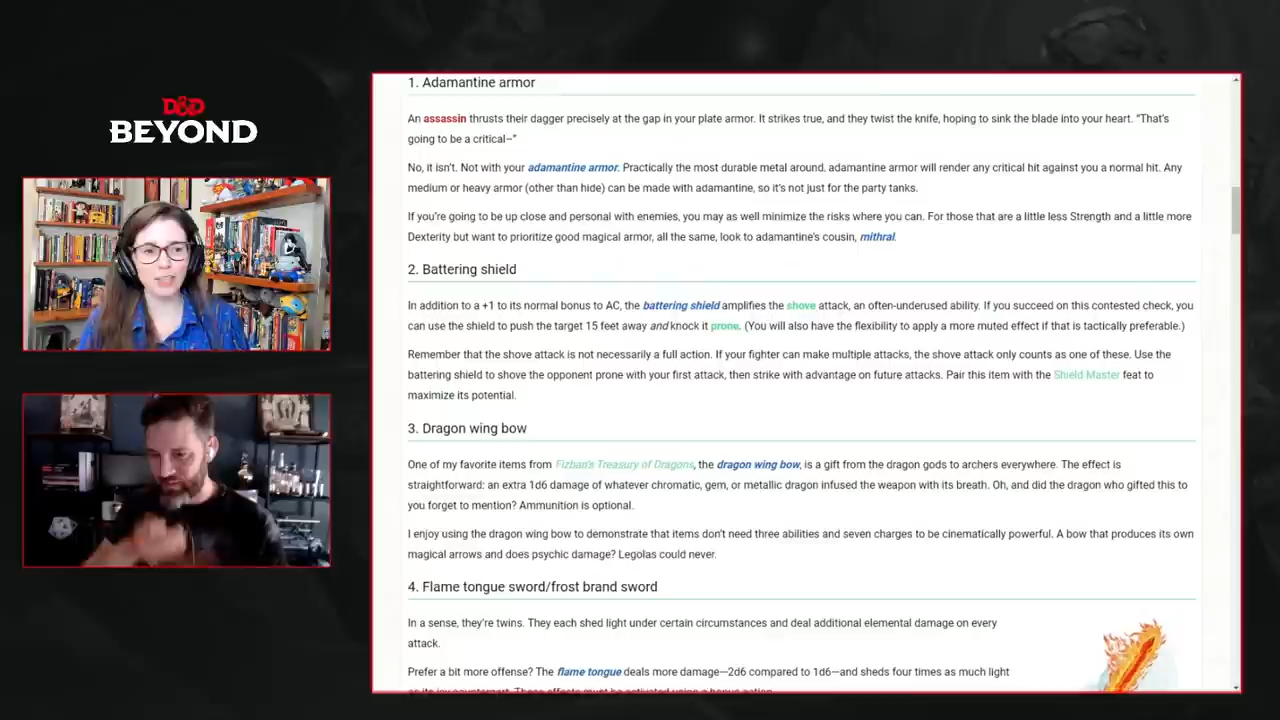 D&D
BEYOND
1. Adamantine armor
An assassin thrusts their dagger precisely at the gap in your plate armor. It strikes true, and they twist the knife, hoping to sink the blade into your heart. “That’s
going to be a critical–”
No, it isn’t. Not with your adamantine armor. Practically the most durable metal around, adamantine armor will render any critical hit against you a normal hit. Any
medium or heavy armor (other than hide) can be made with adamantine, so it’s not just for the party tanks.
If you’re going to be up close and personal with enemies, you may as well minimize the risks where you can. For those that are a little less Strength and a little more
Dexterity but want to prioritize good magical armor, all the same, look to adamantine’s cousin, mithral.
2. Battering shield
In addition to a +1 to its normal bonus to AC, the battering shield amplifies the shove attack, an often-underused ability. If you succeed on this contested check, you
can use the shield to push the target 15 feet away and knock it prone. (You will also have the flexibility to apply a more muted effect if that is tactically preferable.)
Remember that the shove attack is not necessarily a full action. If your fighter can make multiple attacks, the shove attack only counts as one of these. Use the
battering shield to shove the opponent prone with your first attack, then strike with advantage on future attacks. Pair this item with the Shield Master feat to
maximize its potential.
3. Dragon wing bow
One of my favorite items from Fizban’s Treasury of Dragons, the dragon wing bow, is a gift from the dragon gods to archers everywhere. The effect is
straightforward: an extra 1d6 damage of whatever chromatic, gem, or metallic dragon infused the weapon with its breath. Oh, and did the dragon who gifted this to
you forget to mention? Ammunition is optional.
I enjoy using the dragon wing bow to demonstrate that items don’t need three abilities and seven charges to be cinematically powerful. A bow that produces its own
magical arrows and does psychic damage? Legolas could never.
4. Flame tongue sword/frost brand sword
In a sense, they’re twins. They each shed light under certain circumstances and deal additional elemental damage on every
attack.
Prefer a bit more offense? The flame tongue deals more damage—2d6 compared to 1d6—and sheds four times as much light
as its icy counterpart. These effects must be activated using a bonus action.